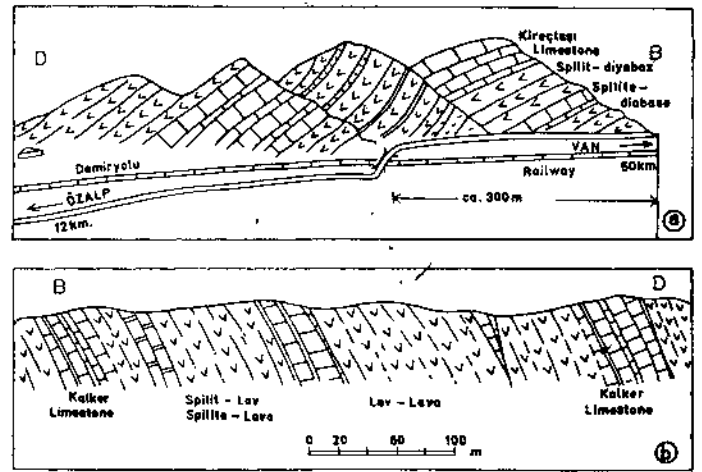 D
B
Kireçtaşı
Limestone
Spilit-diyabaz
Spilite-
diabase
Demiryolu
VAN
50km.
Railway
ÖZALP
12km.
ca. 300m
a
B
D
Kalker
Limestone
Spilit-Lav
Spilite-Lava
Lav-Lava
Kalker
Limestone
0 20 60 100
m
b